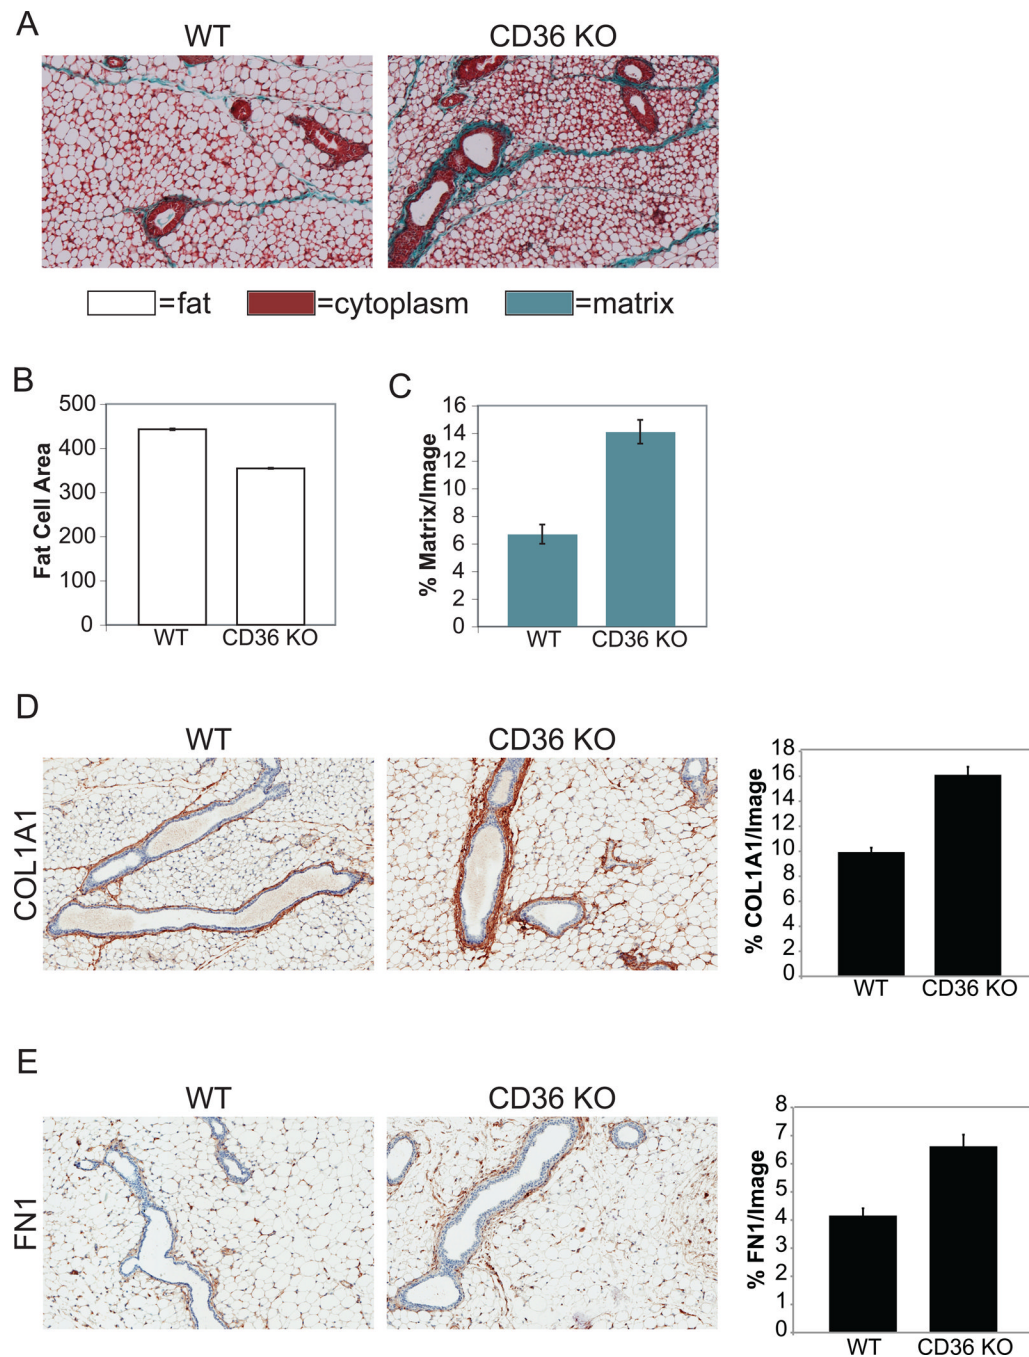 A
WT
CD36 KO
=fat
=cytoplasm
=matrix
B
Fat Cell Area
500
400
300
200
100
0
WT
CD36 KO
C
% Matrix/Image
16
14
12
10
8
6
4
2
0
WT
CD36 KO
D
WT
CD36 KO
COL1A1
% COL1A1/Image
18
16
14
12
10
8
6
4
2
0
WT
CD36 KO
E
WT
CD36 KO
FN1
% FN1/Image
8
7
6
5
4
3
2
1
0
WT
CD36 KO